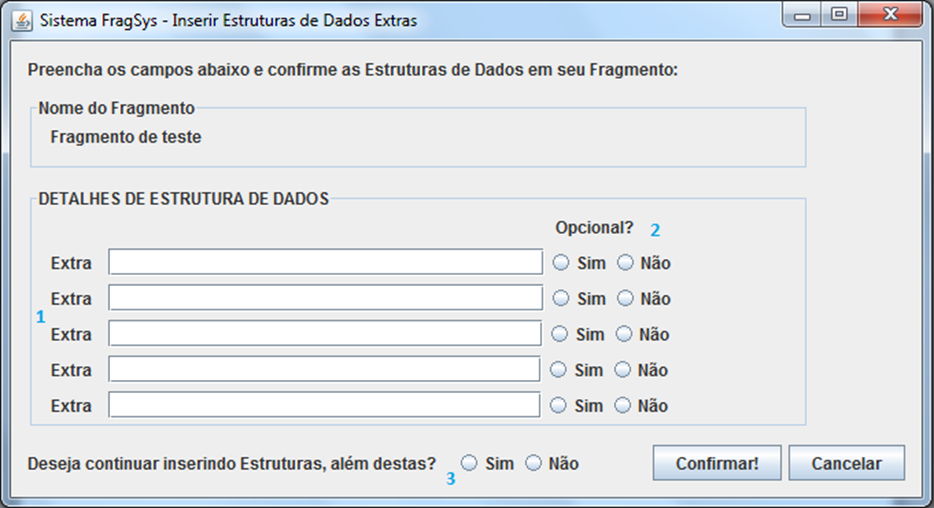 Sistema FragSys - Inserir Estruturas de Dados Extras
Preencha os campos abaixo e confirme as Estruturas de Dados em seu Fragmento:
Nome do Fragmento
Fragmento de teste
DETALHES DE ESTRUTURA DE DADOS
Opcional? 2
Extra Sim Não
Extra Sim Não
1
Extra Sim Não
Extra Sim Não
Extra Sim Não
Deseja continuar inserindo Estruturas, além destas? 3 Sim Não Confirmar! Cancelar